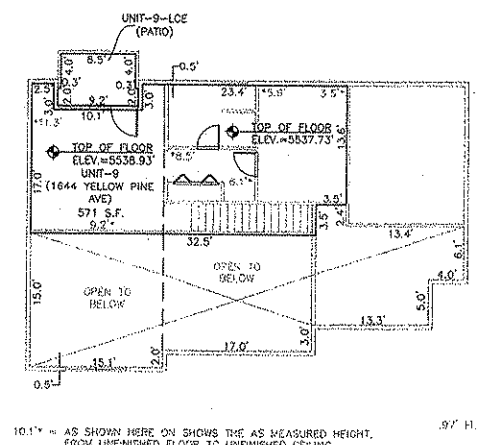 UNIT-9-LCE
(PATIO)
8.5'
4.0'
4.0'
2.0'
2.0'
9.2'
10.1'
2.5'
3.0'
3.0'
0.5'
23.4'
*5.9'
3.5'
*11.3'
TOP OF FLOOR
ELEV.=5538.93'
UNIT-9
(1644 YELLOW PINE
AVE)
571 S.F.
9.2'*
17.0'
TOP OF FLOOR
ELEV.=5537.73'
*8.5'
6.1'*
13.6'
3.5'
3.5'
2.4'
32.5'
13.4'
6.1'
4.0'
5.0'
13.3'
OPEN TO
BELOW
OPEN TO
BELOW
15.0'
15.1'
2.0'
17.0'
3.0'
0.5'
10.1'* = AS SHOWN HERE ON SHOWS THE AS MEASURED HEIGHT,
FROM UNFINISHED FLOOR TO UNFINISHED CEILING